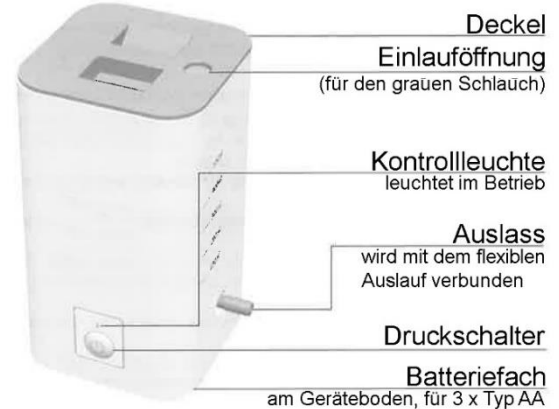 Deckel
Einlauföffnung
(für den grauen Schlauch)
Kontrollleuchte
leuchtet im Betrieb
Auslass
wird mit dem flexiblen
Auslauf verbunden
Druckschalter
Batteriefach
am Geräteboden, für 3 x Typ AA